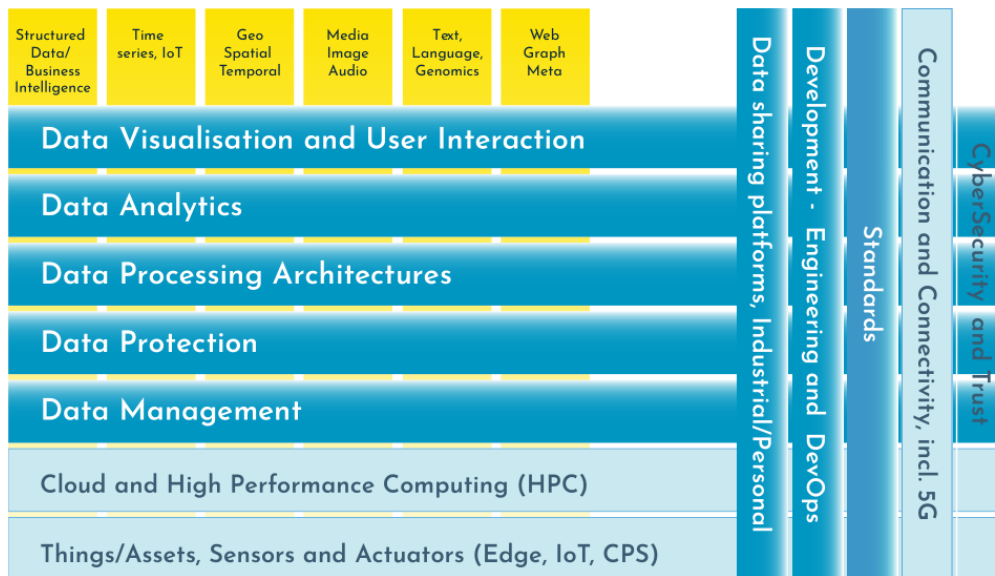 Structured
Data/
Business
Intelligence
Time
series, IoT
Geo
Spatial
Temporal
Media
Image
Audio
Text,
Language,
Genomics
Web
Graph
Meta
Data Visualisation and User Interaction
Data Analytics
Data Processing Architectures
Data Protection
Data Management
Cloud and High Performance Computing (HPC)
Things/Assets, Sensors and Actuators (Edge, IoT, CPS)
Data sharing platforms, Industrial/Personal
Development - Engineering and DevOps
Standards
Communication and Connectivity, incl. 5G
CyberSecurity and Trust